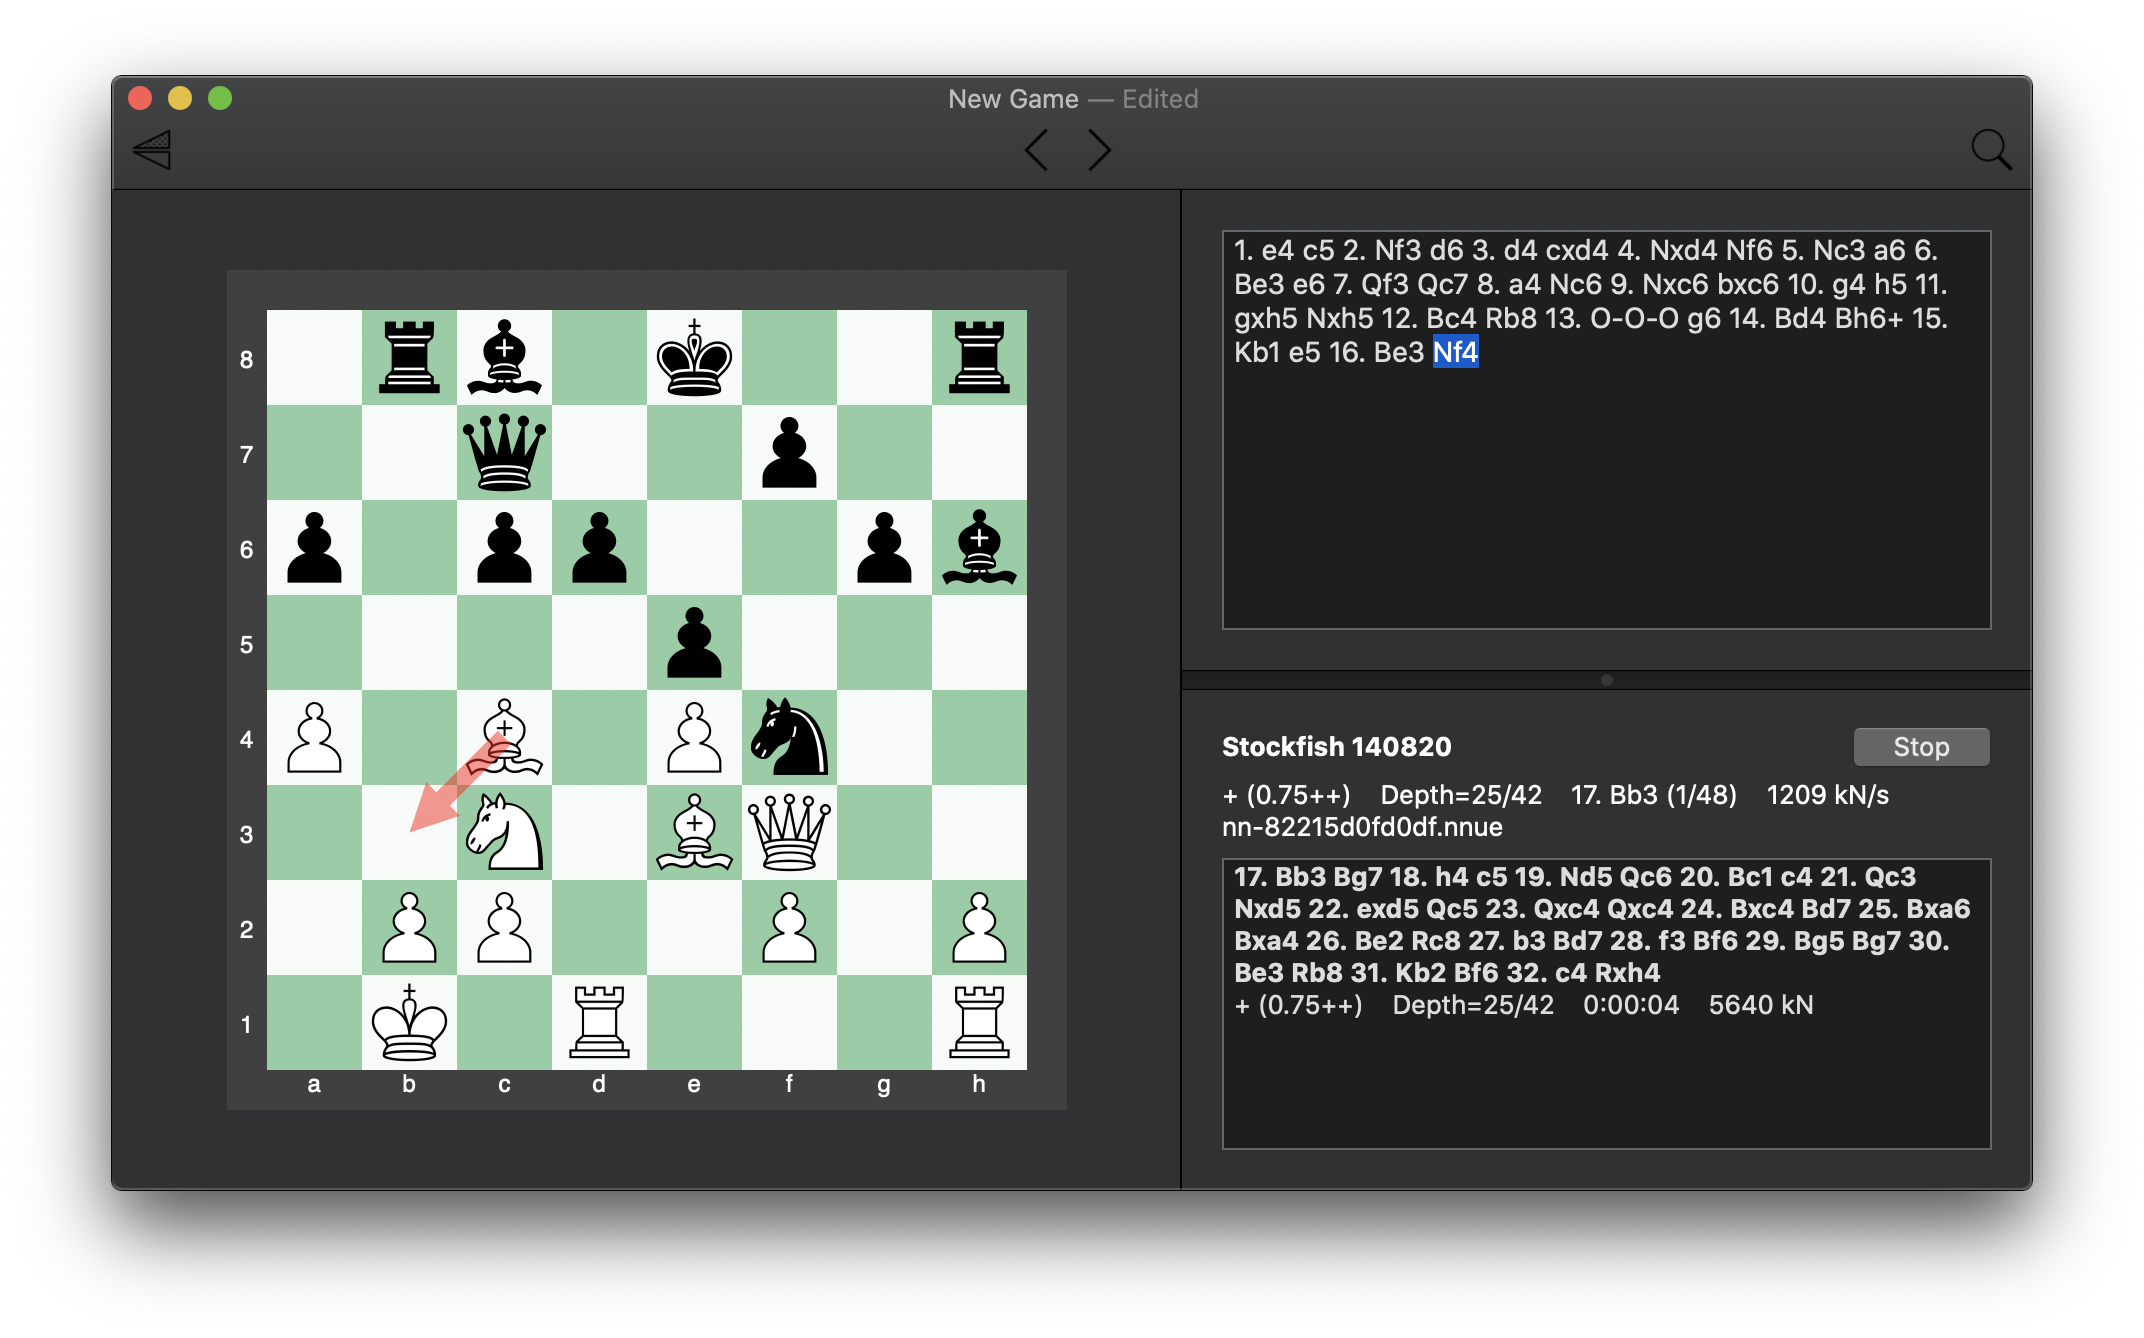 New Game — Edited
1. e4 c5 2. Nf3 d6 3. d4 cxd4 4. Nxd4 Nf6 5. Nc3 a6 6.
Be3 e6 7. Qf3 Qc7 8. a4 Nc6 9. Nxc6 bxc6 10. g4 h5 11.
gxh5 Nxh5 12. Bc4 Rb8 13. O-O-O g6 14. Bd4 Bh6+ 15.
Kb1 e5 16. Be3 Nf4
8
7
6
5
4
3
2
1
a b c d e f g h
Stockfish 140820
Stop
+ (0.75++) Depth=25/42 17. Bb3 (1/48) 1209 kN/s
nn-82215d0fd0df.nnue
17. Bb3 Bg7 18. h4 c5 19. Nd5 Qc6 20. Bc1 c4 21. Qc3
Nxd5 22. exd5 Qc5 23. Qxc4 Qxc4 24. Bxc4 Bd7 25. Bxa6
Bxa4 26. Be2 Rc8 27. b3 Bd7 28. f3 Bf6 29. Bg5 Bg7 30.
Be3 Rb8 31. Kb2 Bf6 32. c4 Rxh4
+ (0.75++) Depth=25/42 0:00:04 5640 kN